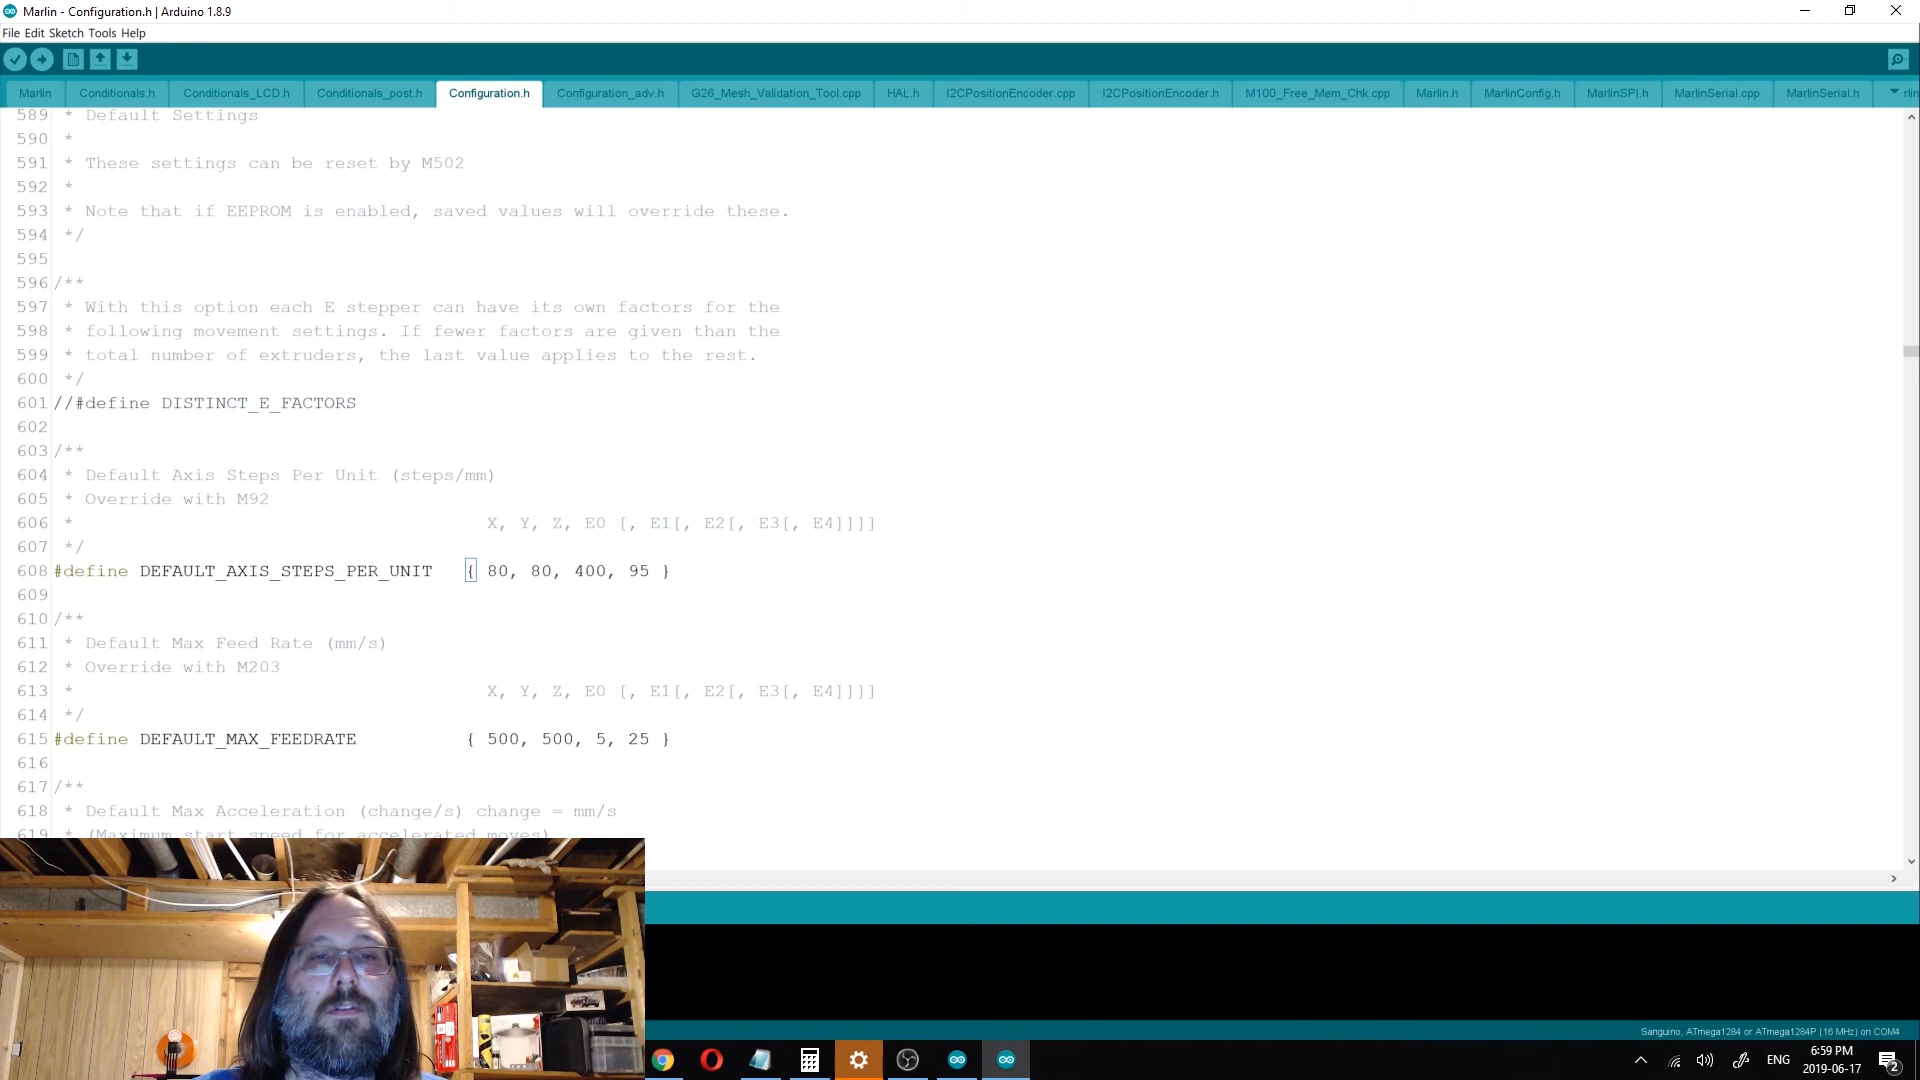 Marlin - Configuration.h | Arduino 1.8.9
File Edit Sketch Tools Help
Marlin Conditionals.h Conditionals_LCD.h Conditionals_post.h Configuration.h Configuration_adv.h G26_Mesh_Validation_Tool.cpp HAL.h I2CPositionEncoder.cpp I2CPositionEncoder.h M100_Free_Mem_Chk.cpp Marlin.h MarlinConfig.h MarlinSPI.h MarlinSerial.cpp MarlinSerial.h rlin
589 * Default Settings
590 *
591 * These settings can be reset by M502
592 *
593 * Note that if EEPROM is enabled, saved values will override these.
594 */
595
596 /**
597 * With this option each E stepper can have its own factors for the
598 * following movement settings. If fewer factors are given than the
599 * total number of extruders, the last value applies to the rest.
600 */
601 //#define DISTINCT_E_FACTORS
602
603 /**
604 * Default Axis Steps Per Unit (steps/mm)
605 * Override with M92
606 * X, Y, Z, E0 [, E1[, E2[, E3[, E4]]]]
607 */
608 #define DEFAULT_AXIS_STEPS_PER_UNIT { 80, 80, 400, 95 }
609
610 /**
611 * Default Max Feed Rate (mm/s)
612 * Override with M203
613 * X, Y, Z, E0 [, E1[, E2[, E3[, E4]]]]
614 */
615 #define DEFAULT_MAX_FEEDRATE { 500, 500, 5, 25 }
616
617 /**
618 * Default Max Acceleration (change/s) change = mm/s
619 * (Maximum start speed for accelerated moves)
Sanguino, ATmega1284 or ATmega1284P (16 MHz) on COM4
ENG
6:59 PM
2019-06-17
2